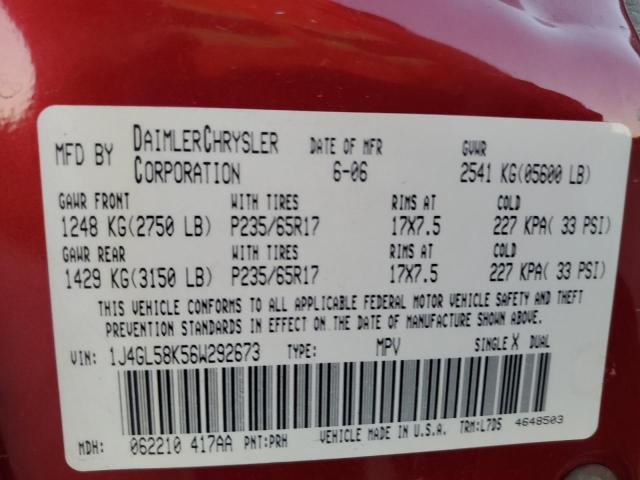 MFD BY DAIMLERCHRYSLER CORPORATION DATE OF MFR 6-06 GVWR 2541 KG(05600 LB)
GAWR FRONT WITH TIRES RIMS AT COLD
1248 KG(2750 LB) P235/65R17 17X7.5 227 KPA( 33 PSI)
GAWR REAR WITH TIRES RIMS AT COLD
1429 KG(3150 LB) P235/65R17 17X7.5 227 KPA( 33 PSI)
THIS VEHICLE CONFORMS TO ALL APPLICABLE FEDERAL MOTOR VEHICLE SAFETY AND THEFT
PREVENTION STANDARDS IN EFFECT ON THE DATE OF MANUFACTURE SHOWN ABOVE.
VIN: 1J4GL58K56W292673 TYPE: MPV SINGLE X DUAL
MDH: 062210 417AA PNT:PRH VEHICLE MADE IN U.S.A. TRM:L7D5 4648503